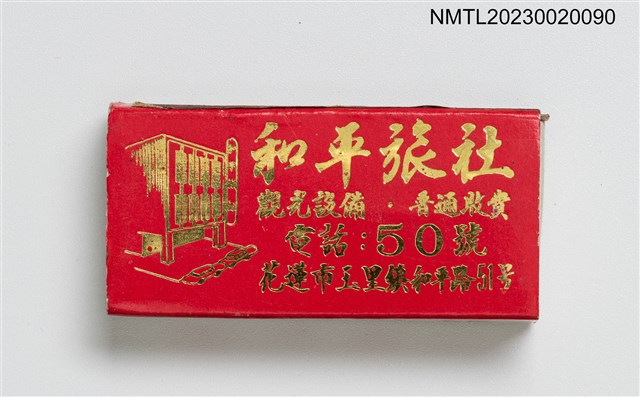 NMTL20230020090
和平旅社
觀光設備・普通收費
電話:50號
花蓮市玉里鎮和平路51号